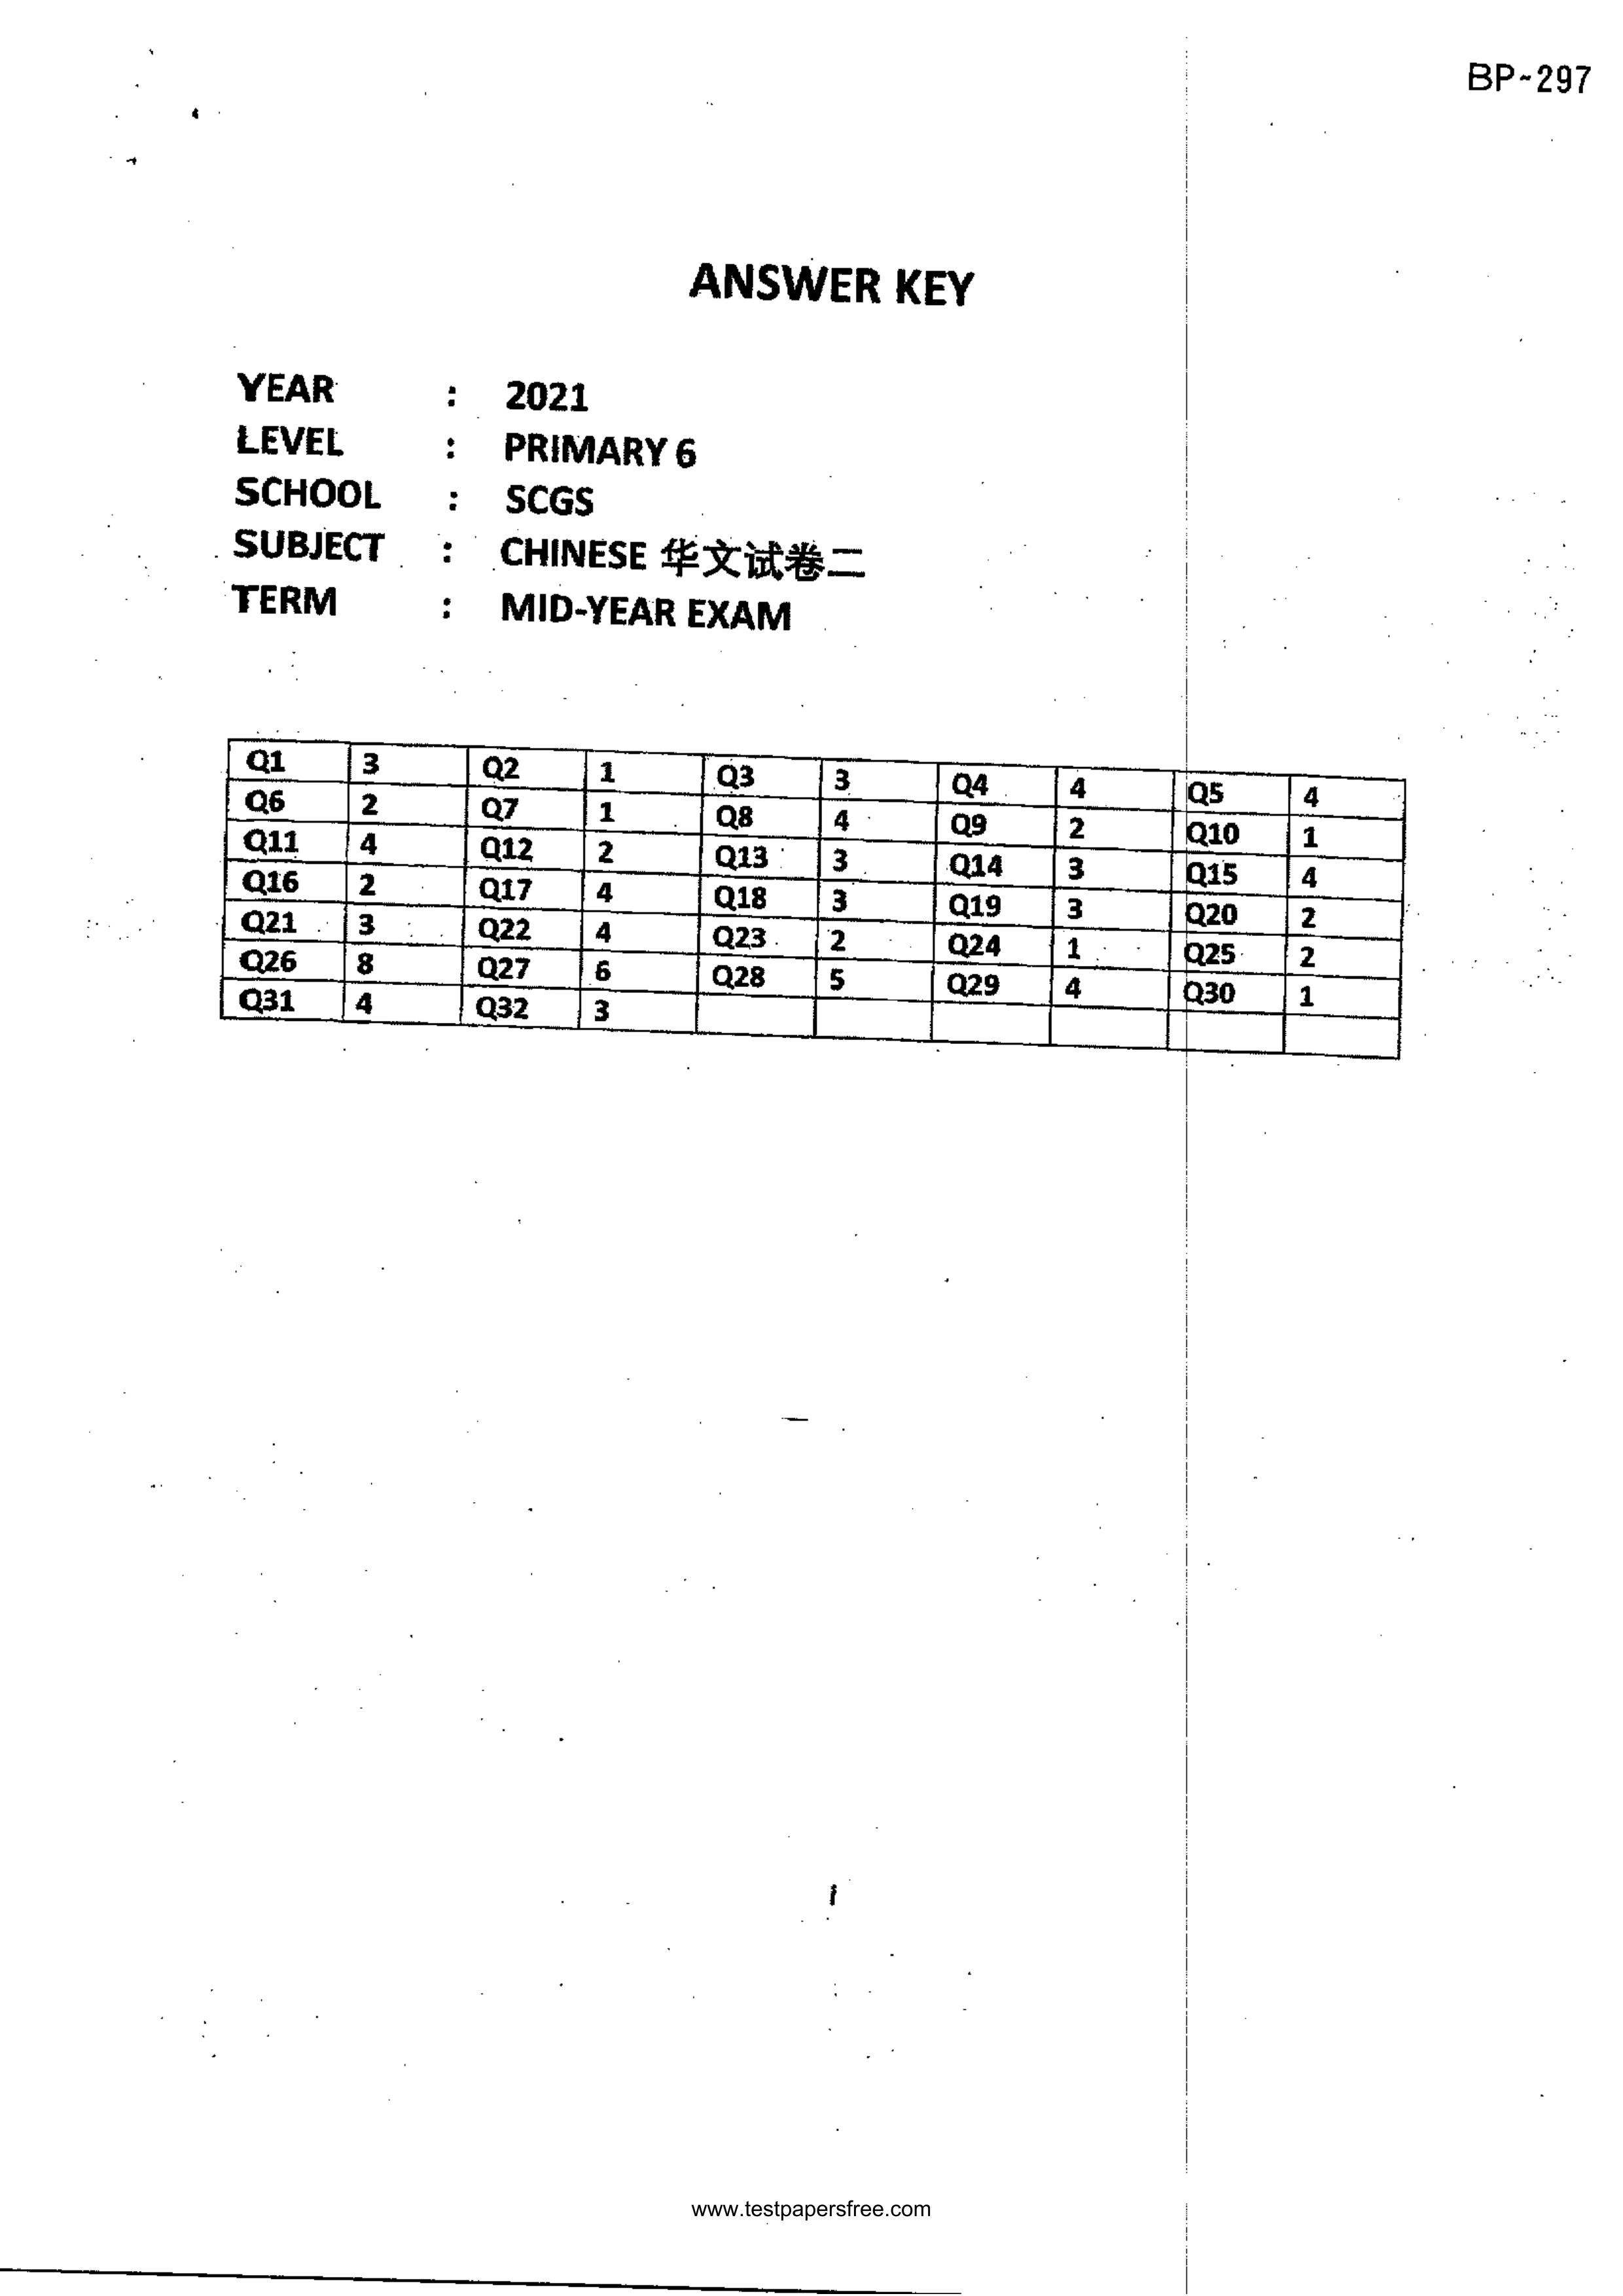 BP-297
ANSWER KEY
YEAR : 2021
LEVEL : PRIMARY 6
SCHOOL : SCGS
SUBJECT : CHINESE 华文试卷二
TERM : MID-YEAR EXAM
Q1 3 Q2 1 Q3 3 Q4 4 Q5 4
Q6 2 Q7 1 Q8 4 Q9 2 Q10 1
Q11 4 Q12 2 Q13 3 Q14 3 Q15 4
Q16 2 Q17 4 Q18 3 Q19 3 Q20 2
Q21 3 Q22 4 Q23 2 Q24 1 Q25 2
Q26 8 Q27 6 Q28 5 Q29 4 Q30 1
Q31 4 Q32 3
www.testpapersfree.com